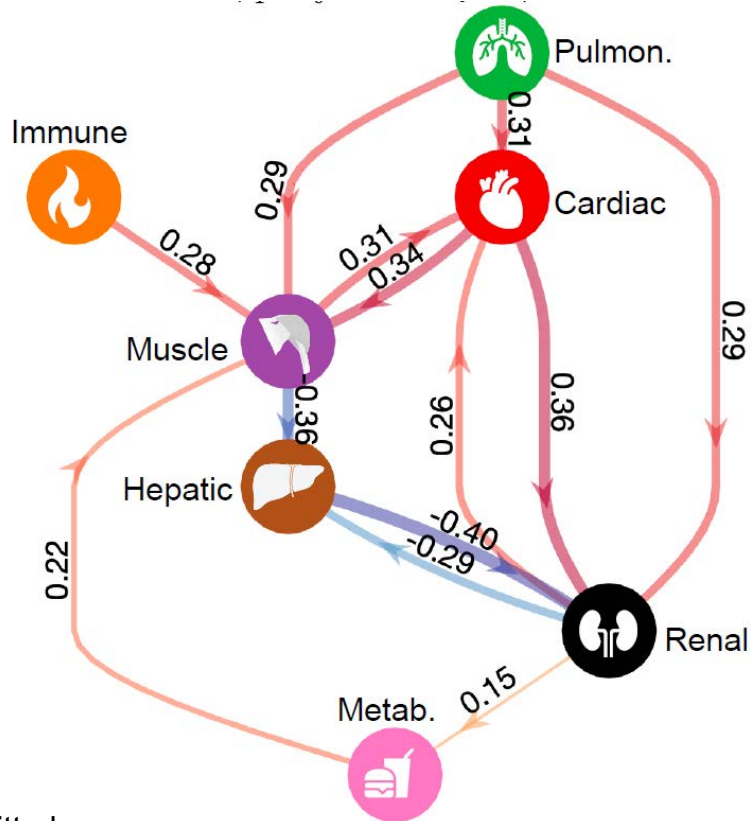 Pulmon.
0.31
Immune
0.29
Cardiac
0.28
0.31
0.34
0.29
Muscle
-0.36
0.26
0.36
Hepatic
-0.40
-0.29
0.22
Renal
0.15
Metab.